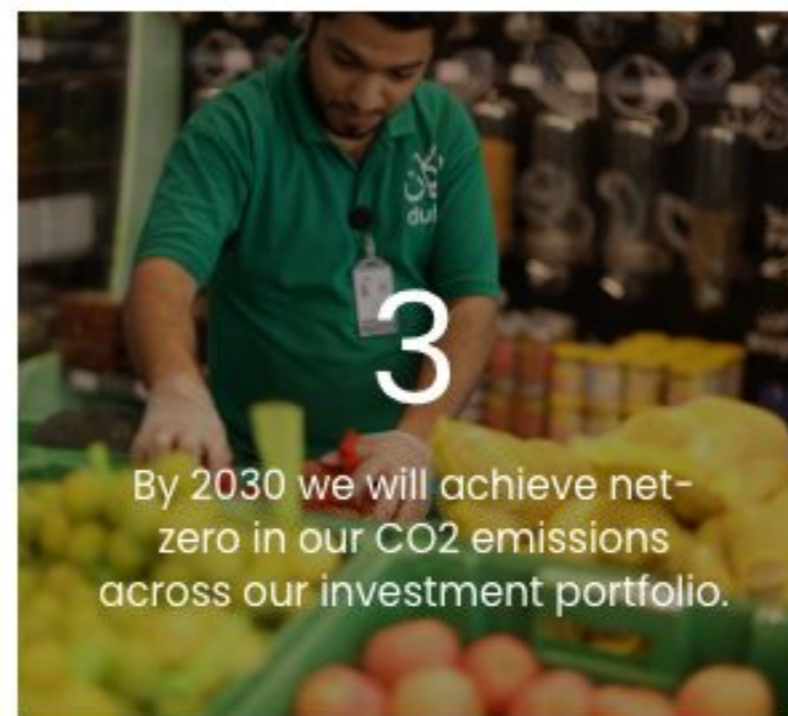 3
By 2030 we will achieve net-
zero in our CO2 emissions
across our investment portfolio.